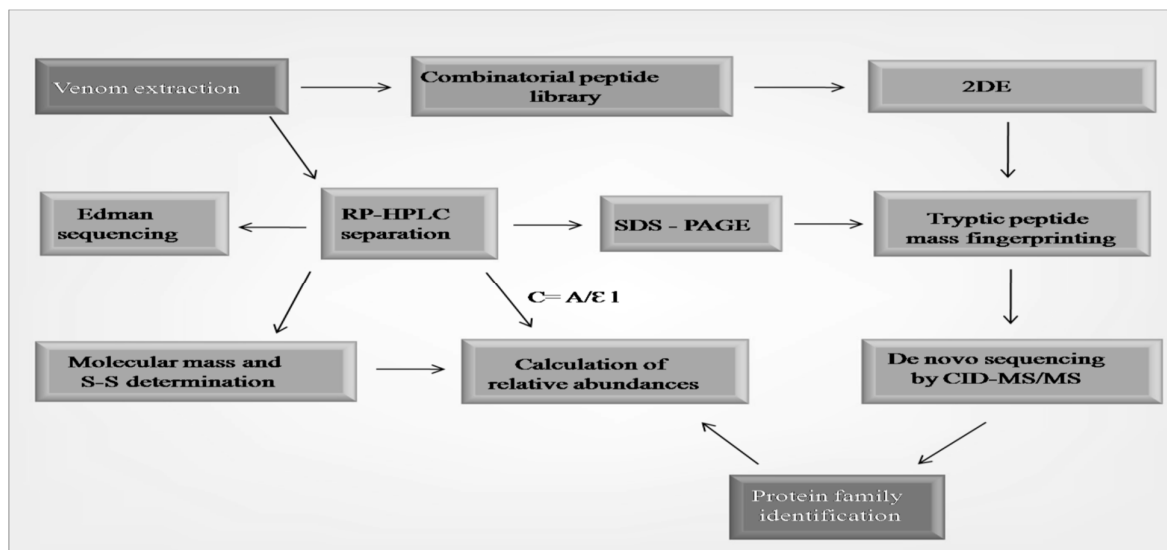 Venom extraction
Combinatorial peptide
library
2DE
Edman
sequencing
RP-HPLC
separation
SDS - PAGE
Tryptic peptide
mass fingerprinting
C= A/Ɛ l
Molecular mass and
S-S determination
Calculation of
relative abundances
De novo sequencing
by CID-MS/MS
Protein family
identification